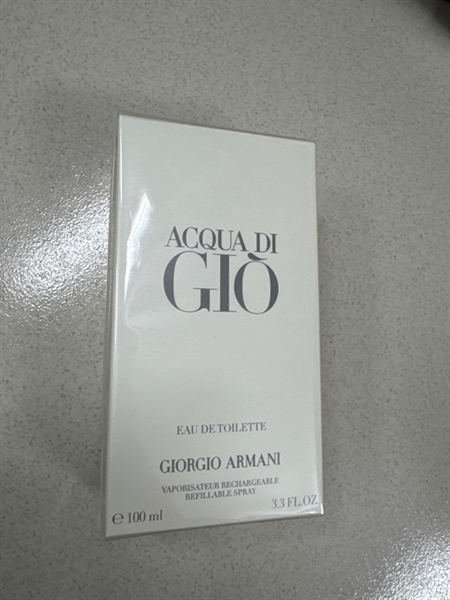 ACQUA DI
GIÒ
EAU DE TOILETTE
GIORGIO ARMANI
VAPORISATEUR RECHARGEABLE
REFILLABLE SPRAY
℮ 100 ml
3.3 FL.OZ